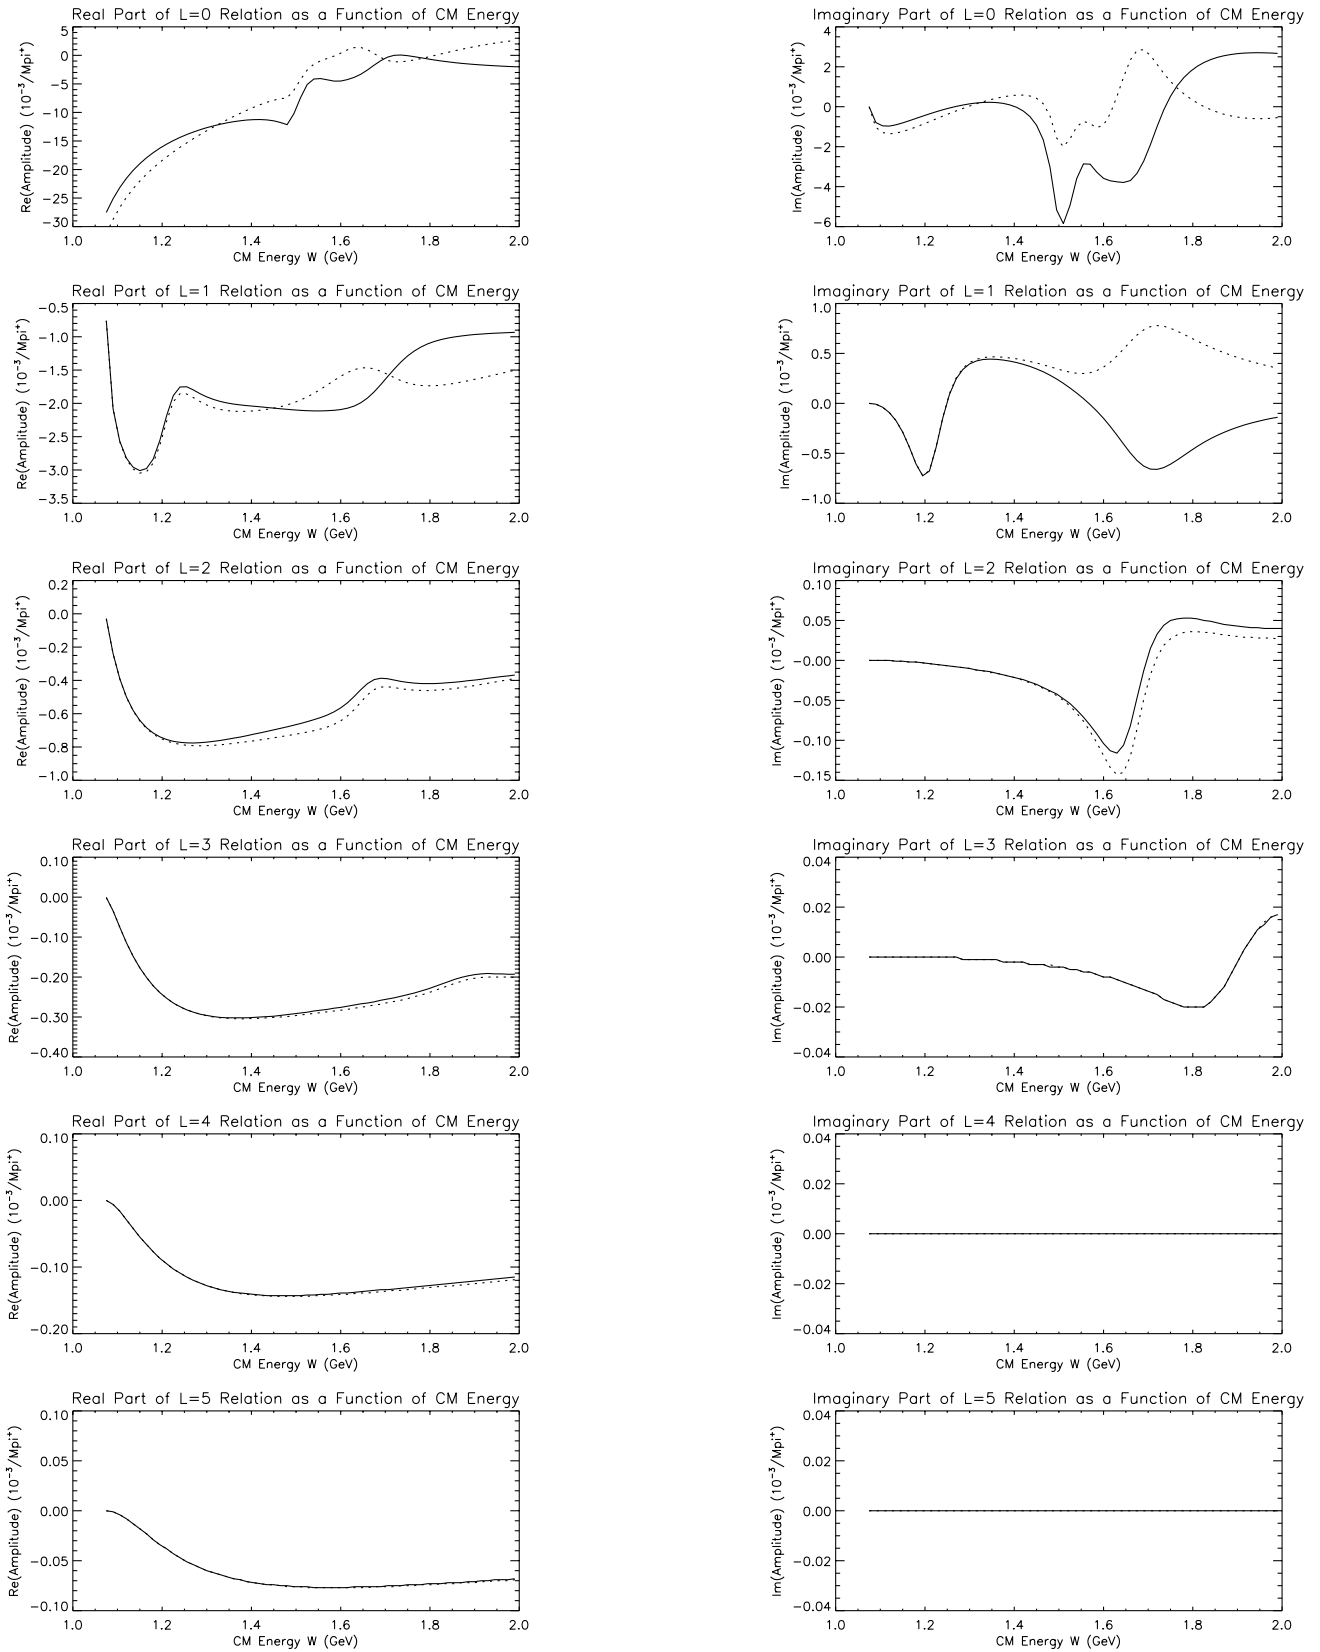 Real Part of L=0 Relation as a Function of CM Energy
Re(Amplitude) (10⁻³/Mpi⁺)
5
0
−5
−10
−15
−20
−25
−30
1.0 1.2 1.4 1.6 1.8 2.0
CM Energy W (GeV)
Imaginary Part of L=0 Relation as a Function of CM Energy
Im(Amplitude) (10⁻³/Mpi⁺)
4
2
0
−2
−4
−6
1.0 1.2 1.4 1.6 1.8 2.0
CM Energy W (GeV)
Real Part of L=1 Relation as a Function of CM Energy
Re(Amplitude) (10⁻³/Mpi⁺)
−0.5
−1.0
−1.5
−2.0
−2.5
−3.0
−3.5
1.0 1.2 1.4 1.6 1.8 2.0
CM Energy W (GeV)
Imaginary Part of L=1 Relation as a Function of CM Energy
Im(Amplitude) (10⁻³/Mpi⁺)
1.0
0.5
0.0
−0.5
−1.0
1.0 1.2 1.4 1.6 1.8 2.0
CM Energy W (GeV)
Real Part of L=2 Relation as a Function of CM Energy
Re(Amplitude) (10⁻³/Mpi⁺)
0.2
0.0
−0.2
−0.4
−0.6
−0.8
−1.0
1.0 1.2 1.4 1.6 1.8 2.0
CM Energy W (GeV)
Imaginary Part of L=2 Relation as a Function of CM Energy
Im(Amplitude) (10⁻³/Mpi⁺)
0.10
0.05
−0.00
−0.05
−0.10
−0.15
1.0 1.2 1.4 1.6 1.8 2.0
CM Energy W (GeV)
Real Part of L=3 Relation as a Function of CM Energy
Re(Amplitude) (10⁻³/Mpi⁺)
0.10
0.00
−0.10
−0.20
−0.30
−0.40
1.0 1.2 1.4 1.6 1.8 2.0
CM Energy W (GeV)
Imaginary Part of L=3 Relation as a Function of CM Energy
Im(Amplitude) (10⁻³/Mpi⁺)
0.04
0.02
0.00
−0.02
−0.04
1.0 1.2 1.4 1.6 1.8 2.0
CM Energy W (GeV)
Real Part of L=4 Relation as a Function of CM Energy
Re(Amplitude) (10⁻³/Mpi⁺)
0.10
0.00
−0.10
−0.20
1.0 1.2 1.4 1.6 1.8 2.0
CM Energy W (GeV)
Imaginary Part of L=4 Relation as a Function of CM Energy
Im(Amplitude) (10⁻³/Mpi⁺)
0.04
0.02
0.00
−0.02
−0.04
1.0 1.2 1.4 1.6 1.8 2.0
CM Energy W (GeV)
Real Part of L=5 Relation as a Function of CM Energy
Re(Amplitude) (10⁻³/Mpi⁺)
0.10
0.05
0.00
−0.05
−0.10
1.0 1.2 1.4 1.6 1.8 2.0
CM Energy W (GeV)
Imaginary Part of L=5 Relation as a Function of CM Energy
Im(Amplitude) (10⁻³/Mpi⁺)
0.04
0.02
0.00
−0.02
−0.04
1.0 1.2 1.4 1.6 1.8 2.0
CM Energy W (GeV)